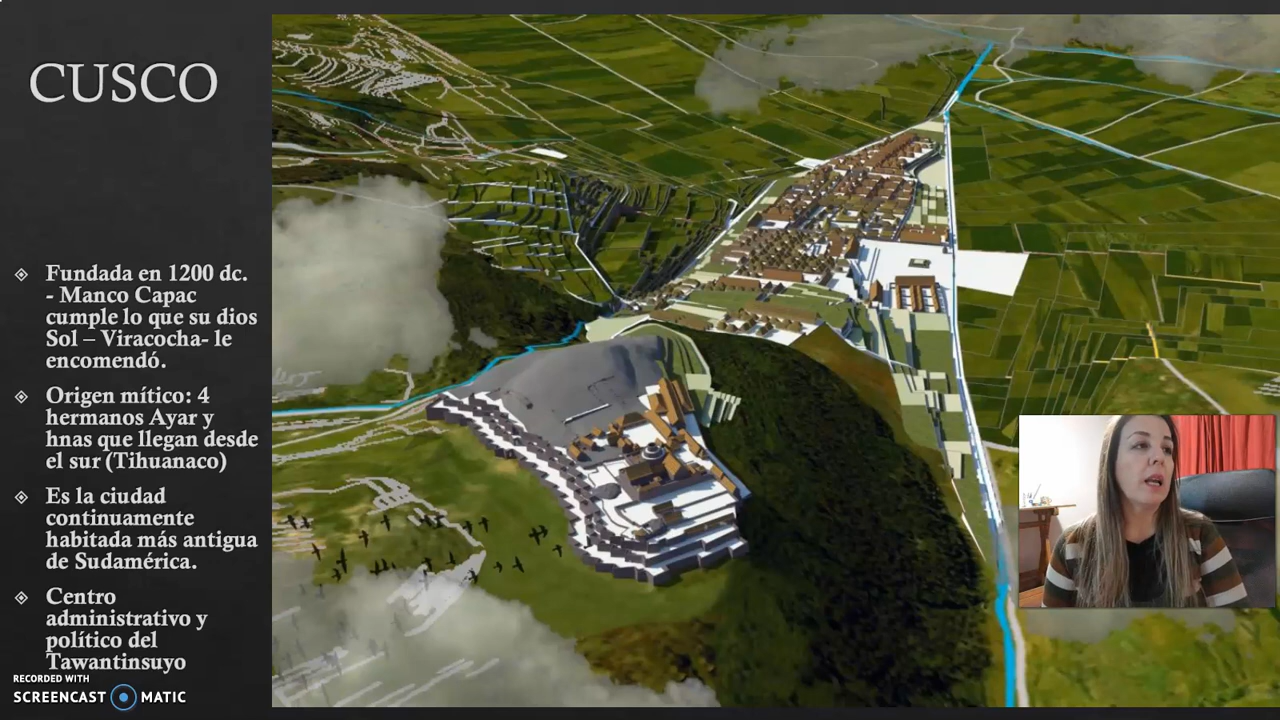 CUSCO
Fundada en 1200 dc.
- Manco Capac
cumple lo que su dios
Sol – Viracocha- le
encomendó.
Origen mítico: 4
hermanos Ayar y
hnas que llegan desde
el sur (Tihuanaco)
Es la ciudad
continuamente
habitada más antigua
de Sudamérica.
Centro
administrativo y
político del
Tawantinsuyo
RECORDED WITH
SCREENCAST MATIC